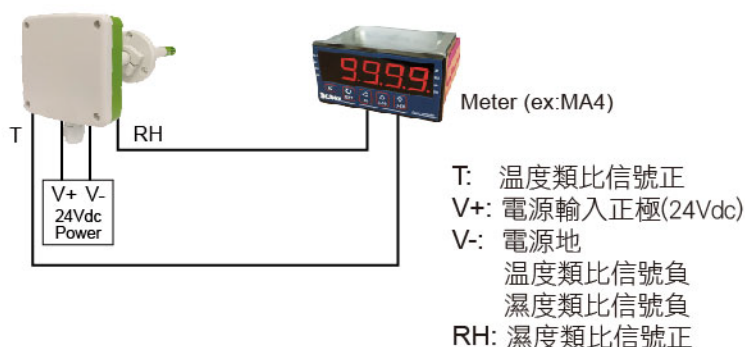 9.9.9.9.
Meter (ex:MA4)
T
RH
V+ V-
24Vdc
Power
T: 温度類比信號正
V+: 電源輸入正極(24Vdc)
V-: 電源地
温度類比信號負
濕度類比信號負
RH: 濕度類比信號正